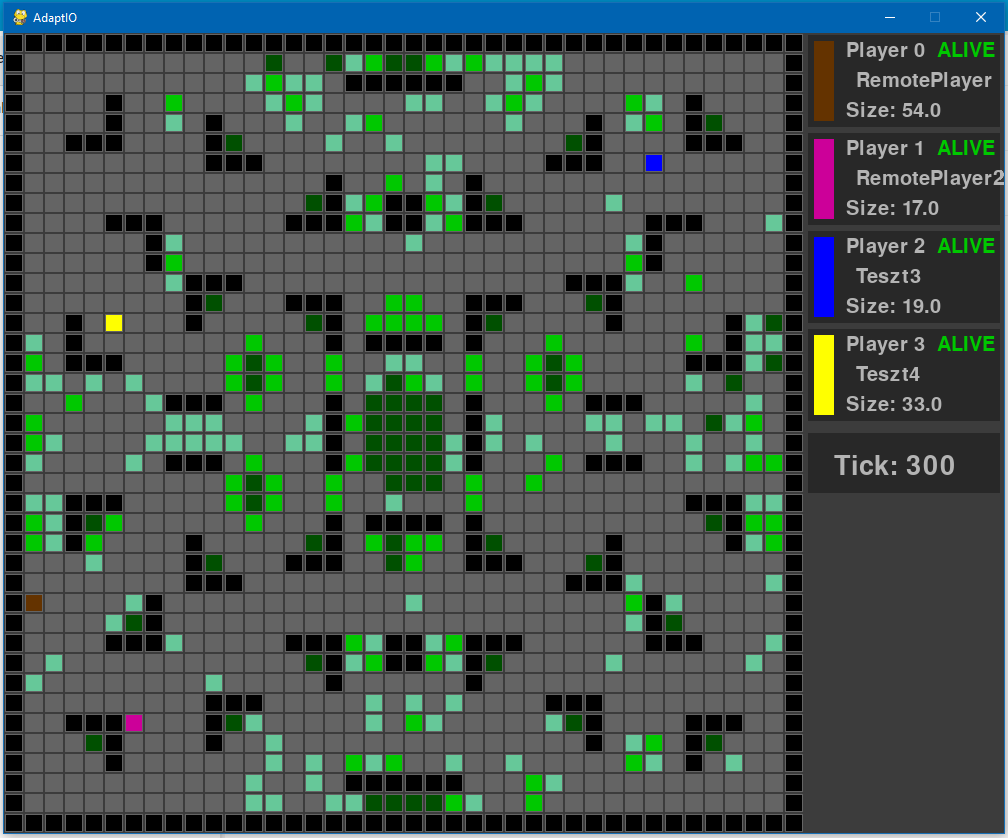 AdaptIO
Player 0 ALIVE
RemotePlayer
Size: 54.0
Player 1 ALIVE
RemotePlayer2
Size: 17.0
Player 2 ALIVE
Teszt3
Size: 19.0
Player 3 ALIVE
Teszt4
Size: 33.0
Tick: 300